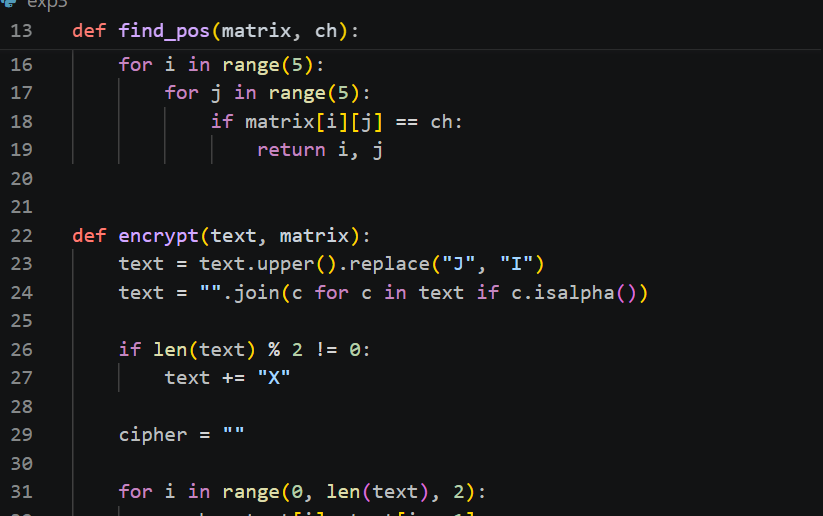 exp3
13 def find_pos(matrix, ch):
16 for i in range(5):
17 for j in range(5):
18 if matrix[i][j] == ch:
19 return i, j
20
21
22 def encrypt(text, matrix):
23 text = text.upper().replace("J", "I")
24 text = "".join(c for c in text if c.isalpha())
25
26 if len(text) % 2 != 0:
27 text += "X"
28
29 cipher = ""
30
31 for i in range(0, len(text), 2):